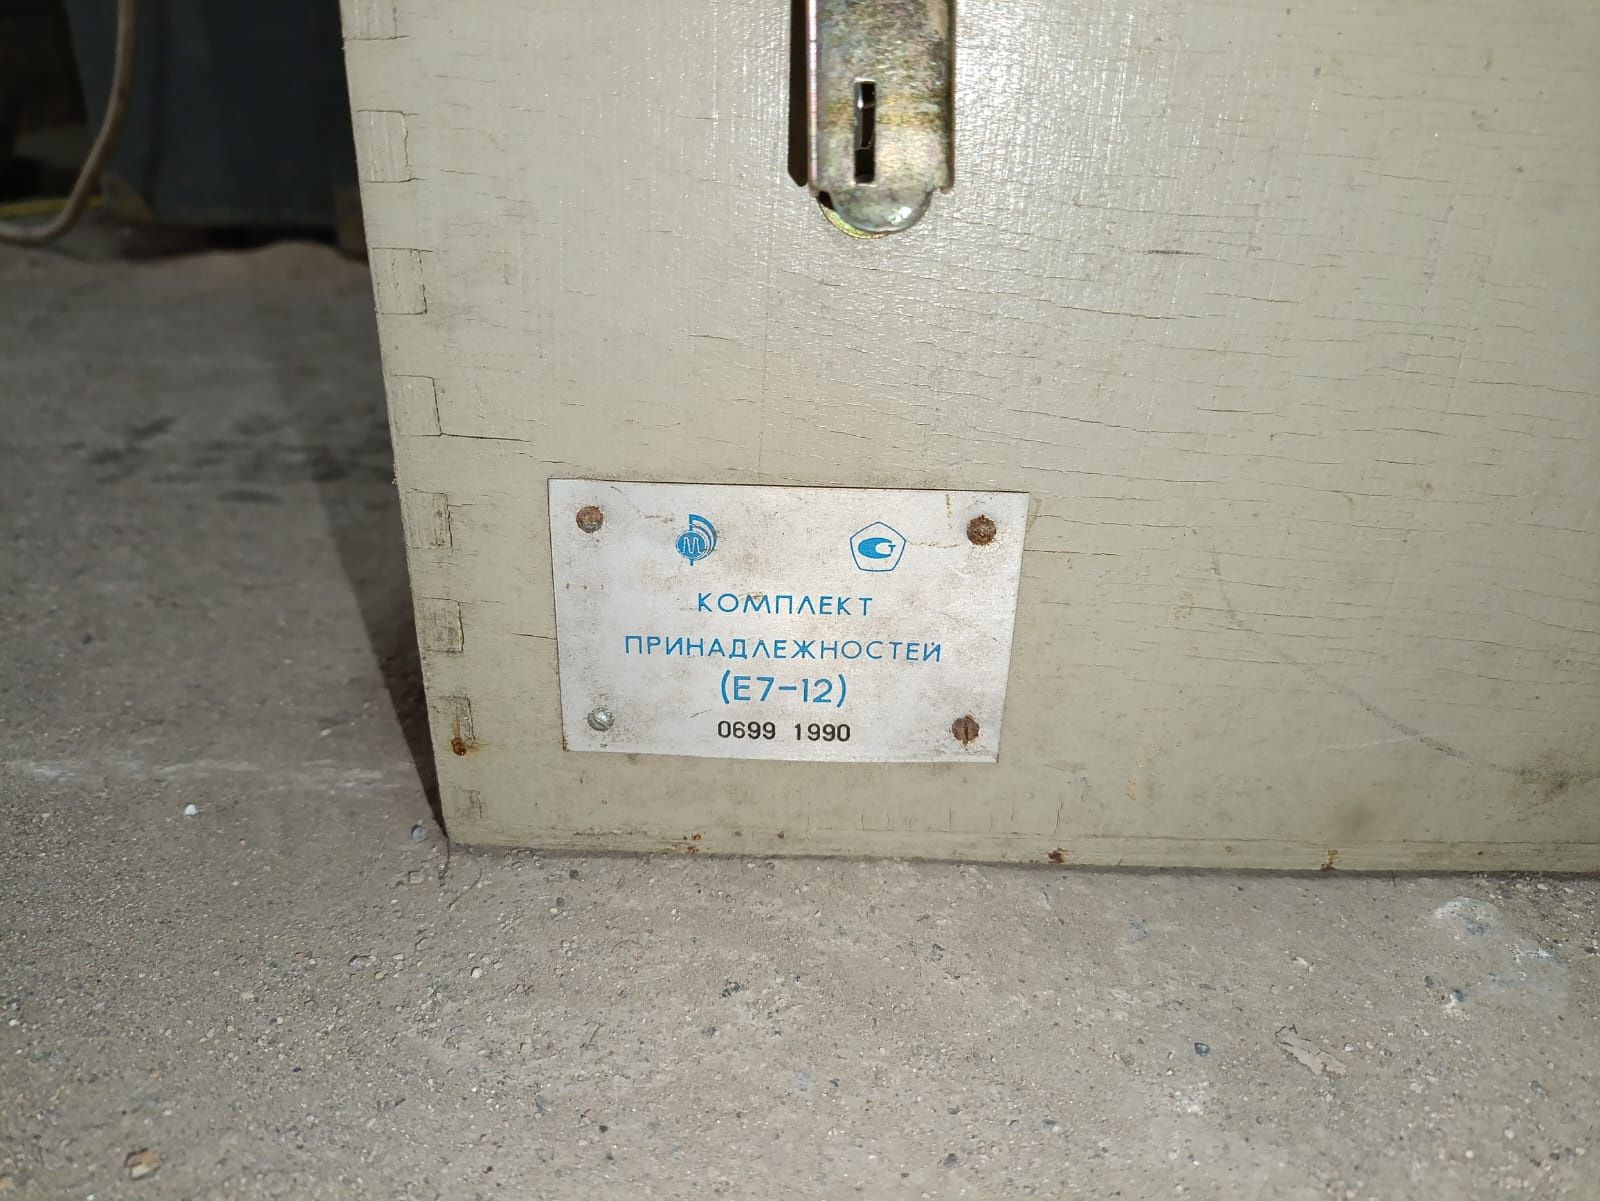 КОМПЛЕКТ
ПРИНАДЛЕЖНОСТЕЙ
(Е7-12)
0699 1990